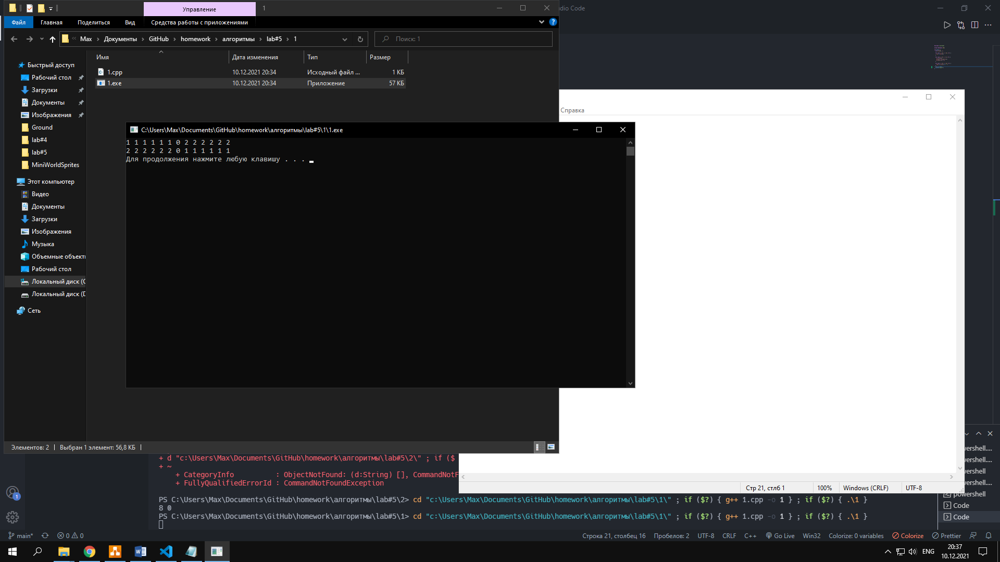 Управление
1
Файл Главная Поделиться Вид Средства работы с приложениями
« Max › Документы › GitHub › homework › алгоритмы › lab#5 › 1
Поиск: 1
Имя Дата изменения Тип Размер
1.cpp 10.12.2021 20:34 Исходный файл ... 1 КБ
1.exe 10.12.2021 20:34 Приложение 57 КБ
Быстрый доступ
Рабочий стол
Загрузки
Документы
Изображения
Ground
lab#4
lab#5
MiniWorldSprites
Этот компьютер
Видео
Документы
Загрузки
Изображения
Музыка
Объемные объект
Рабочий стол
Локальный диск (C
Локальный диск (D
Сеть
Элементов: 2 Выбран 1 элемент: 56,8 КБ
C:\Users\Max\Documents\GitHub\homework\алгоритмы\lab#5\1\1.exe
1 1 1 1 1 1 0 2 2 2 2 2 2
2 2 2 2 2 2 0 1 1 1 1 1 1
Для продолжения нажмите любую клавишу . . .
dio Code
Справка
Стр 21, стлб 1 100% Windows (CRLF) UTF-8
+ d "c:\Users\Max\Documents\GitHub\homework\алгоритмы\lab#5\2\" ; if ($
+ ~
+ CategoryInfo : ObjectNotFound: (d:String) [], CommandNotF
+ FullyQualifiedErrorId : CommandNotFoundException
PS C:\Users\Max\Documents\GitHub\homework\алгоритмы\lab#5\2> cd "c:\Users\Max\Documents\GitHub\homework\алгоритмы\lab#5\1\" ; if ($?) { g++ 1.cpp -o 1 } ; if ($?) { .\1 }
8 0
PS C:\Users\Max\Documents\GitHub\homework\алгоритмы\lab#5\1> cd "c:\Users\Max\Documents\GitHub\homework\алгоритмы\lab#5\1\" ; if ($?) { g++ 1.cpp -o 1 } ; if ($?) { .\1 }
wershell....
wershell....
wershell
wershell....
powershell
Code
Code
1
main* 0 0 Строка 21, столбец 16 Пробелов: 2 UTF-8 CRLF C++ Go Live Win32 Colorize: 0 variables Colorize Prettier
ENG
20:37
10.12.2021